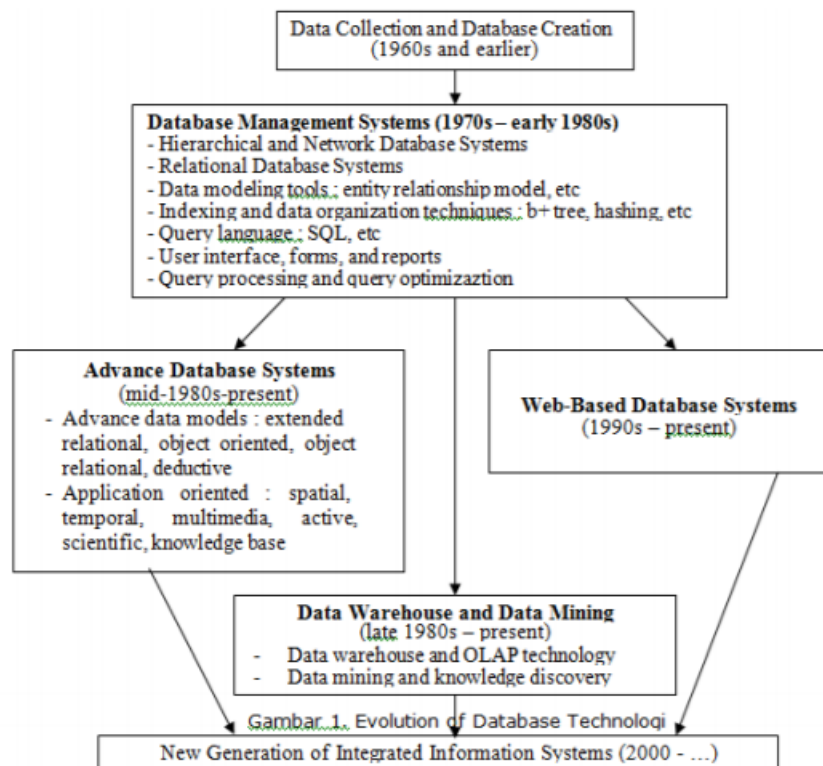 Data Collection and Database Creation
(1960s and earlier)
Database Management Systems (1970s – early 1980s)
- Hierarchical and Network Database Systems
- Relational Database Systems
- Data modeling tools : entity relationship model, etc
- Indexing and data organization techniques : b+ tree, hashing, etc
- Query language : SQL, etc
- User interface, forms, and reports
- Query processing and query optimizaztion
Advance Database Systems
(mid-1980s-present)
- Advance data models : extended
relational, object oriented, object
relational, deductive
- Application oriented : spatial,
temporal, multimedia, active,
scientific, knowledge base
Web-Based Database Systems
(1990s – present)
Data Warehouse and Data Mining
(late 1980s – present)
- Data warehouse and OLAP technology
- Data mining and knowledge discovery
Gambar 1. Evolution of Database Technologi
New Generation of Integrated Information Systems (2000 - …)